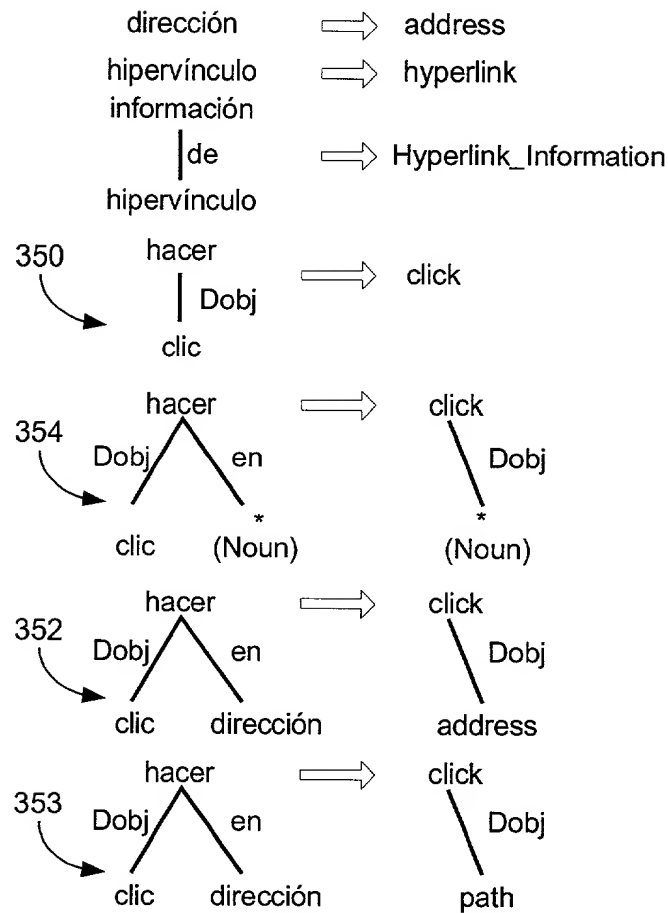 dirección address
hipervínculo hyperlink
información
de Hyperlink_Information
hipervínculo
350 hacer
Dobj click
clic
hacer click
354 Dobj en Dobj
* *
clic (Noun) (Noun)
hacer click
352 Dobj en Dobj
clic dirección address
hacer click
353 Dobj en Dobj
clic dirección path